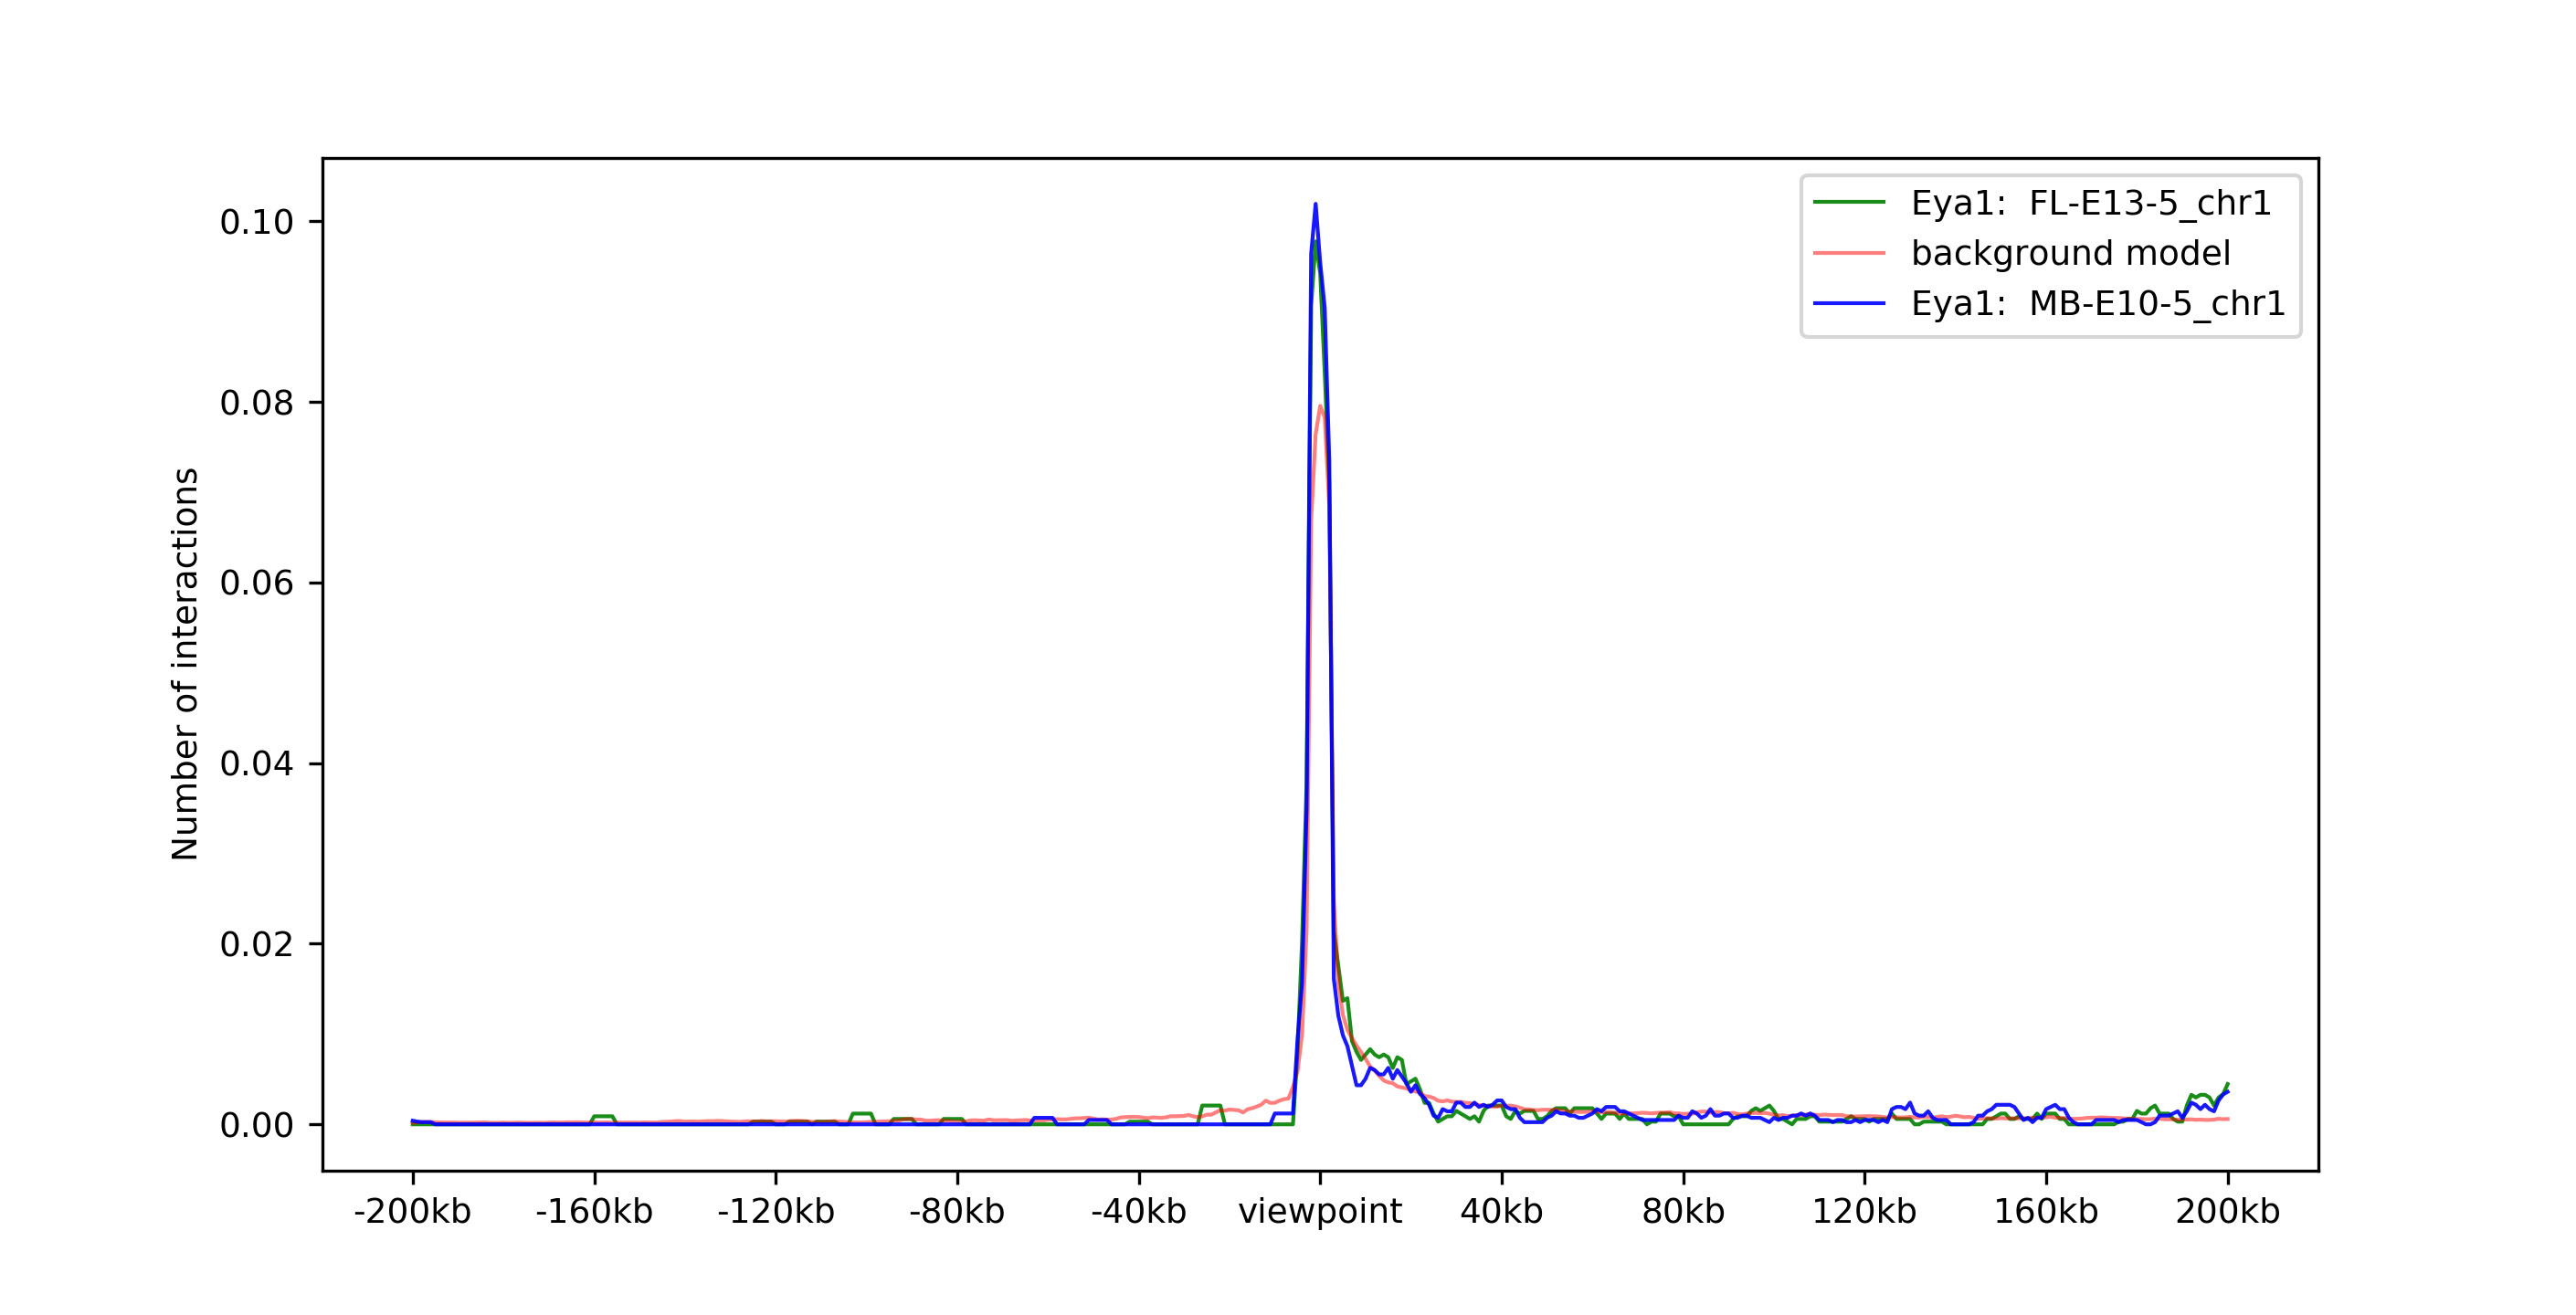 Eya1:  FL-E13-5_chr1
background model
Eya1:  MB-E10-5_chr1
Number of interactions
0.10
0.08
0.06
0.04
0.02
0.00
-200kb -160kb -120kb -80kb -40kb viewpoint 40kb 80kb 120kb 160kb 200kb